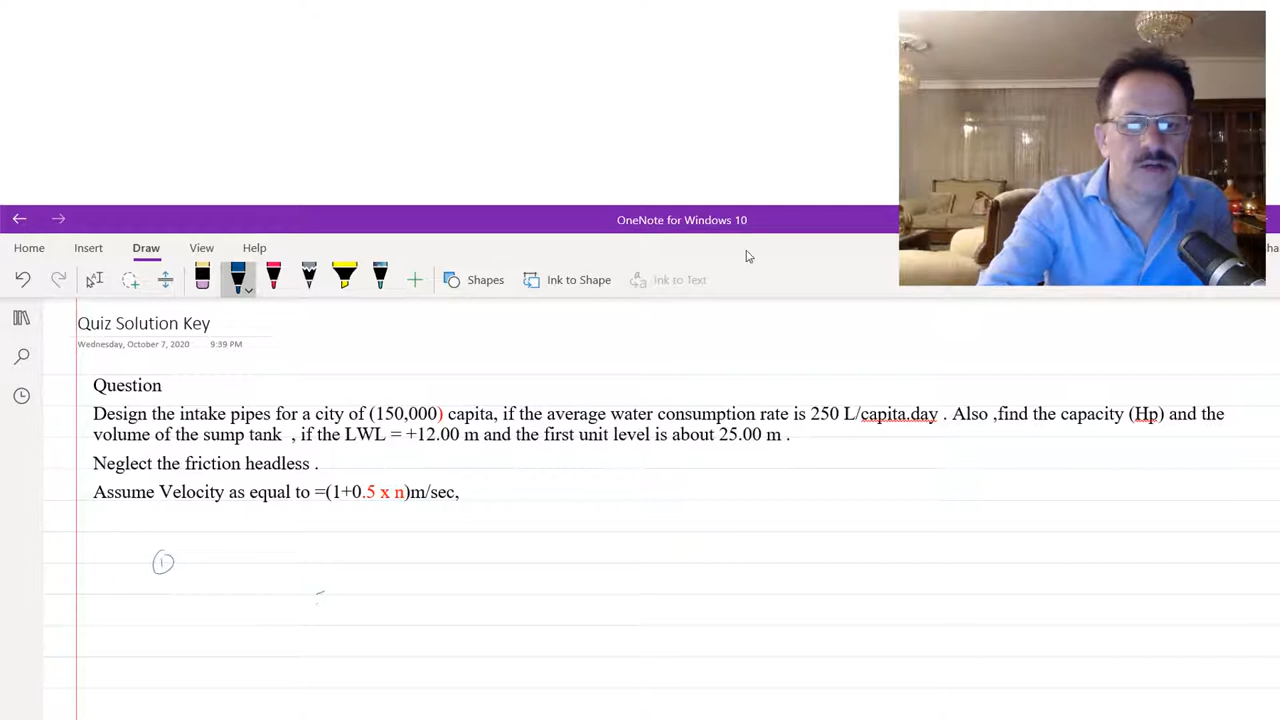 OneNote for Windows 10
Home Insert Draw View Help
Shapes Ink to Shape Ink to Text
Quiz Solution Key
Wednesday, October 7, 2020 9:39 PM
Question
Design the intake pipes for a city of (150,000) capita, if the average water consumption rate is 250 L/capita.day . Also ,find the capacity (Hp) and the
volume of the sump tank , if the LWL = +12.00 m and the first unit level is about 25.00 m .
Neglect the friction headless .
Assume Velocity as equal to =(1+0.5 x n)m/sec,
①